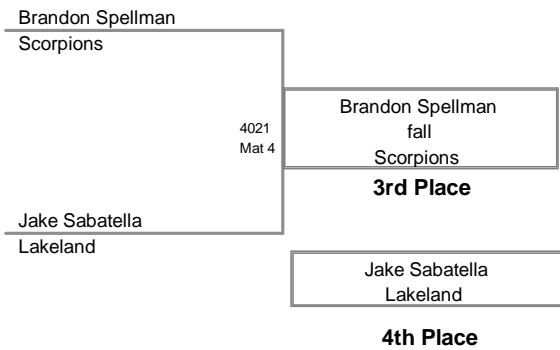 Brandon Spellman
Scorpions
4021
Mat 4
Brandon Spellman
fall
Scorpions
3rd Place
Jake Sabatella
Lakeland
Jake Sabatella
Lakeland
4th Place